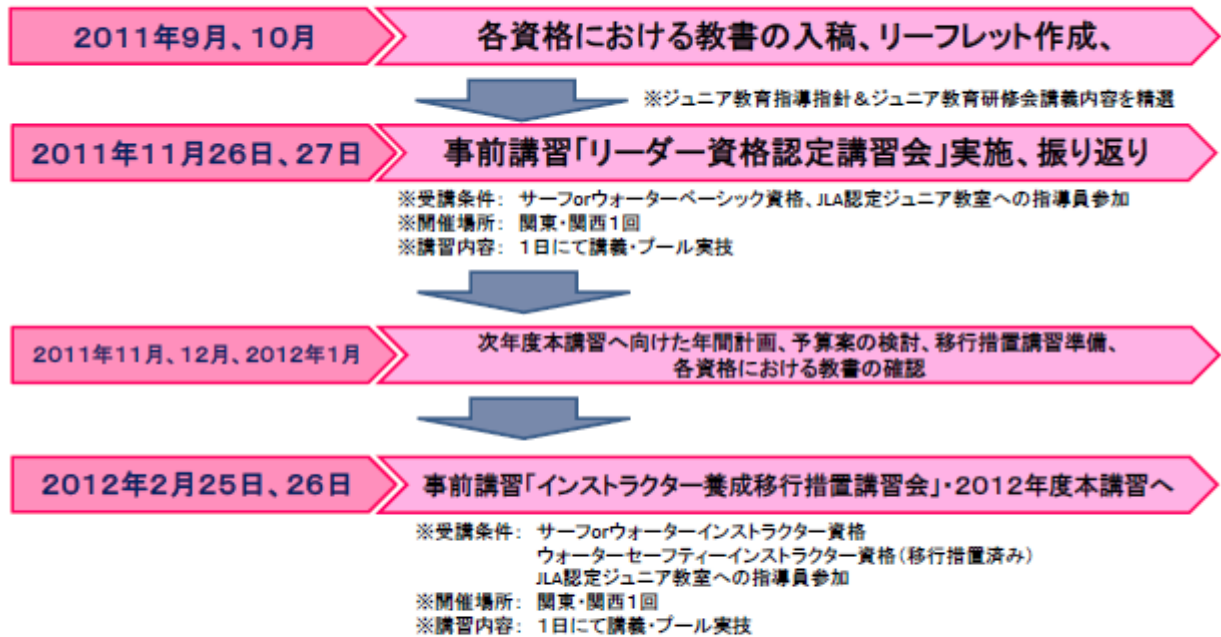 2011年9月、10月
各資格における教書の入稿、リーフレット作成、
※ジュニア教育指導指針&ジュニア教育研修会講義内容を精選
2011年11月26日、27日
事前講習「リーダー資格認定講習会」実施、振り返り
※受講条件： サーフorウォーターベーシック資格、JLA認定ジュニア教室への指導員参加
※開催場所： 関東・関西1回
※講習内容： 1日にて講義・プール実技
2011年11月、12月、2012年1月
次年度本講習へ向けた年間計画、予算案の検討、移行措置講習準備、
各資格における教書の確認
2012年2月25日、26日
事前講習「インストラクター養成移行措置講習会」・2012年度本講習へ
※受講条件： サーフorウォーターインストラクター資格
ウォーターセーフティーインストラクター資格（移行措置済み）
JLA認定ジュニア教室への指導員参加
※開催場所： 関東・関西1回
※講習内容： 1日にて講義・プール実技